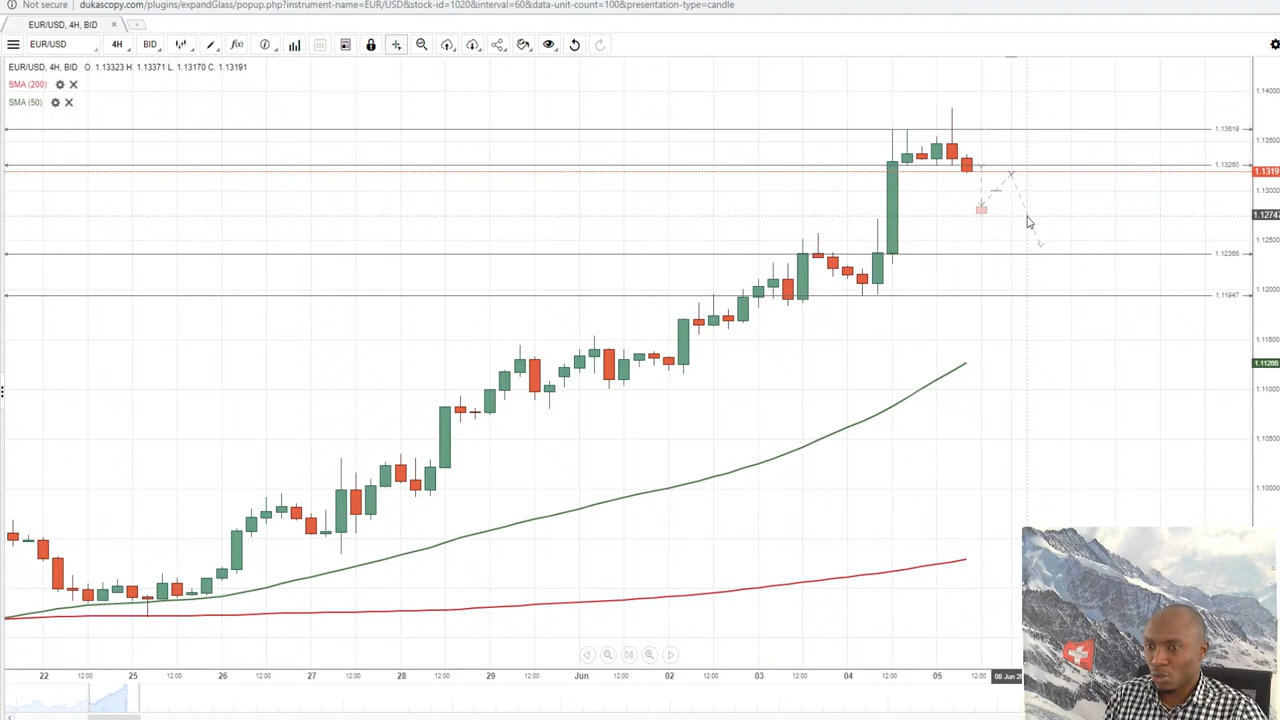 Not secure | dukascopy.com/plugins/expandGlass/popup.php?instrument-name=EUR/USD&stock-id=1020&interval=60&data-unit-count=100&presentation-type=candle
EUR/USD, 4H, BID
EUR/USD 4H BID f(x)
EUR/USD, 4H, BID O. 1.13323 H. 1.13371 L. 1.13170 C. 1.13191
SMA (200)
SMA (50)
1.14000
1.13619
1.13500
1.13260
1.1319
1.13000
1.1274
1.12500
1.12366
1.12000
1.11947
1.11500
1.11266
1.11000
1.10500
1.10000
22 12:00 25 12:00 26 12:00 27 12:00 28 12:00 29 12:00 Jun 12:00 02 12:00 03 12:00 04 12:00 05 12:00 08 Jun 20